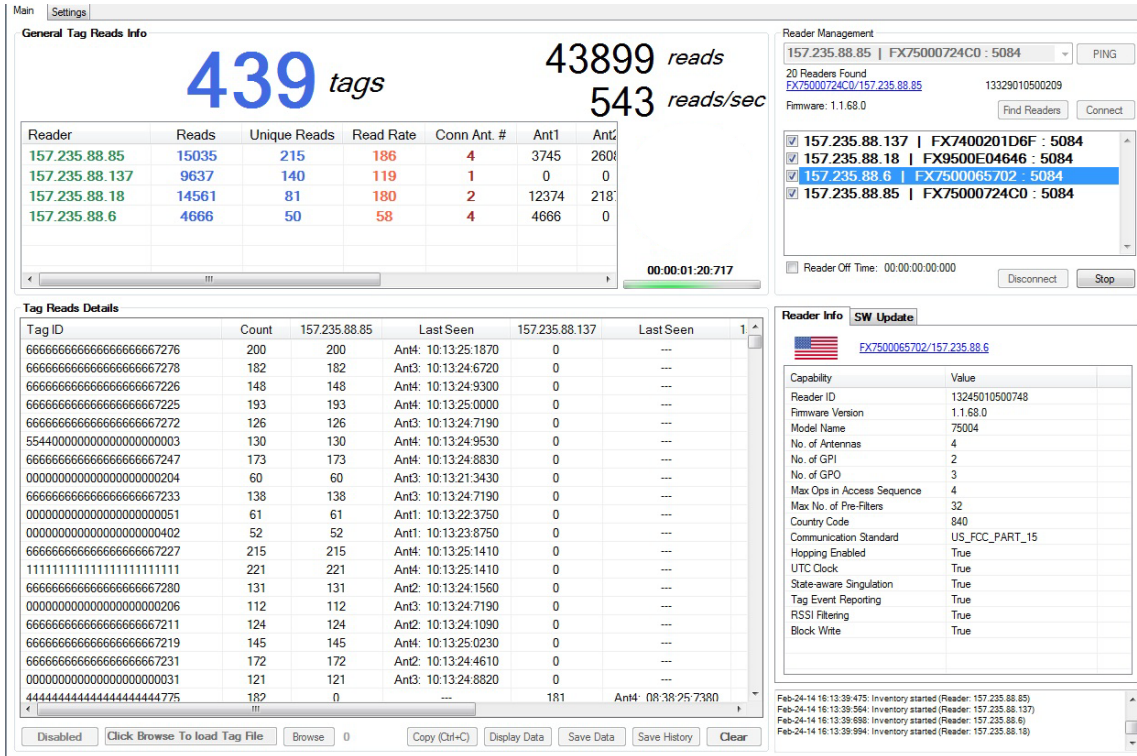 Main Settings
General Tag Reads Info
439 tags
43899 reads
543 reads/sec
Reader Reads Unique Reads Read Rate Conn Ant. # Ant1 Ant2
157.235.88.85 15035 215 186 4 3745 2608
157.235.88.137 9637 140 119 1 0 0
157.235.88.18 14561 81 180 2 12374 2187
157.235.88.6 4666 50 58 4 4666 0
00:00:01:20:717
Reader Management
157.235.88.85 | FX75000724C0 : 5084 PING
20 Readers Found
FX75000724C0/157.235.88.85 13329010500209
Firmware: 1.1.68.0 Find Readers Connect
157.235.88.137 | FX7400201D6F : 5084
157.235.88.18 | FX9500E04646 : 5084
157.235.88.6 | FX7500065702 : 5084
157.235.88.85 | FX75000724C0 : 5084
Reader Off Time: 00:00:00:00:000
Disconnect Stop
Tag Reads Details
Tag ID Count 157.235.88.85 Last Seen 157.235.88.137 Last Seen 1
666666666666666666667276 200 200 Ant4: 10:13:25:1870 0 ---
666666666666666666667278 182 182 Ant3: 10:13:24:6720 0 ---
666666666666666666667226 148 148 Ant4: 10:13:24:9300 0 ---
666666666666666666667225 193 193 Ant4: 10:13:25:0000 0 ---
666666666666666666667272 126 126 Ant3: 10:13:24:7190 0 ---
554400000000000000000003 130 130 Ant4: 10:13:24:9530 0 ---
666666666666666666667247 173 173 Ant4: 10:13:24:8830 0 ---
000000000000000000000204 60 60 Ant3: 10:13:21:3430 0 ---
666666666666666666667233 138 138 Ant3: 10:13:24:7190 0 ---
000000000000000000000051 61 61 Ant1: 10:13:22:3750 0 ---
000000000000000000000402 52 52 Ant1: 10:13:23:8750 0 ---
666666666666666666667227 215 215 Ant4: 10:13:25:1410 0 ---
111111111111111111111111 221 221 Ant4: 10:13:25:1410 0 ---
666666666666666666667280 131 131 Ant2: 10:13:24:1560 0 ---
000000000000000000000206 112 112 Ant3: 10:13:24:7190 0 ---
666666666666666666667211 124 124 Ant2: 10:13:24:1090 0 ---
666666666666666666667219 145 145 Ant4: 10:13:25:0230 0 ---
666666666666666666667231 172 172 Ant2: 10:13:24:4610 0 ---
000000000000000000000031 121 121 Ant3: 10:13:24:8820 0 ---
444444444444444444444775 182 0 --- 181 Ant4: 08:38:25:7380
Disabled Click Browse To load Tag File Browse 0 Copy (Ctrl+C) Display Data Save Data Save History Clear
Reader Info SW Update
FX7500065702/157.235.88.6
Capability Value
Reader ID 13245010500748
Firmware Version 1.1.68.0
Model Name 75004
No. of Antennas 4
No. of GPI 2
No. of GPO 3
Max Ops in Access Sequence 4
Max No. of Pre-Filters 32
Country Code 840
Communication Standard US_FCC_PART_15
Hopping Enabled True
UTC Clock True
State-aware Singulation True
Tag Event Reporting True
RSSI Filtering True
Block Write True
Feb-24-14 16:13:39:475: Inventory started (Reader: 157.235.88.85)
Feb-24-14 16:13:39:564: Inventory started (Reader: 157.235.88.137)
Feb-24-14 16:13:39:698: Inventory started (Reader: 157.235.88.6)
Feb-24-14 16:13:39:994: Inventory started (Reader: 157.235.88.18)